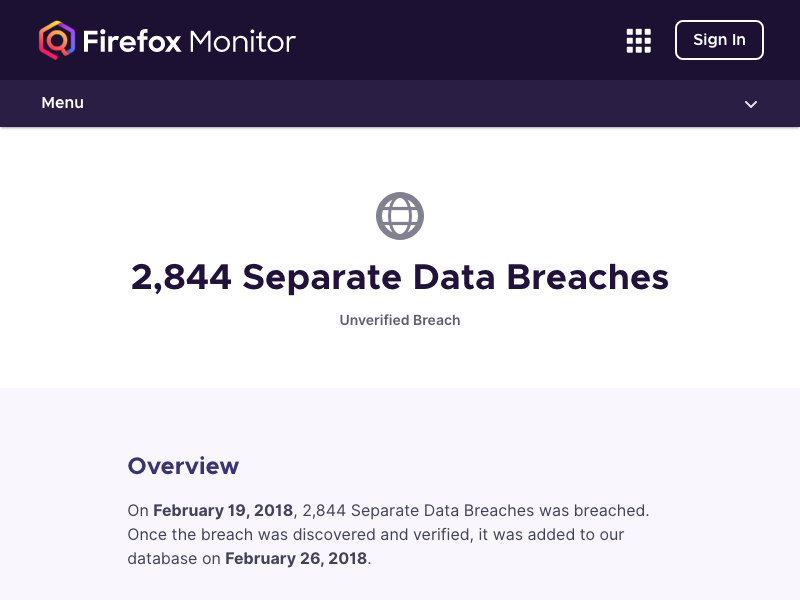 Firefox Monitor
Sign In
Menu
2,844 Separate Data Breaches
Unverified Breach
Overview
On February 19, 2018, 2,844 Separate Data Breaches was breached.
Once the breach was discovered and verified, it was added to our
database on February 26, 2018.